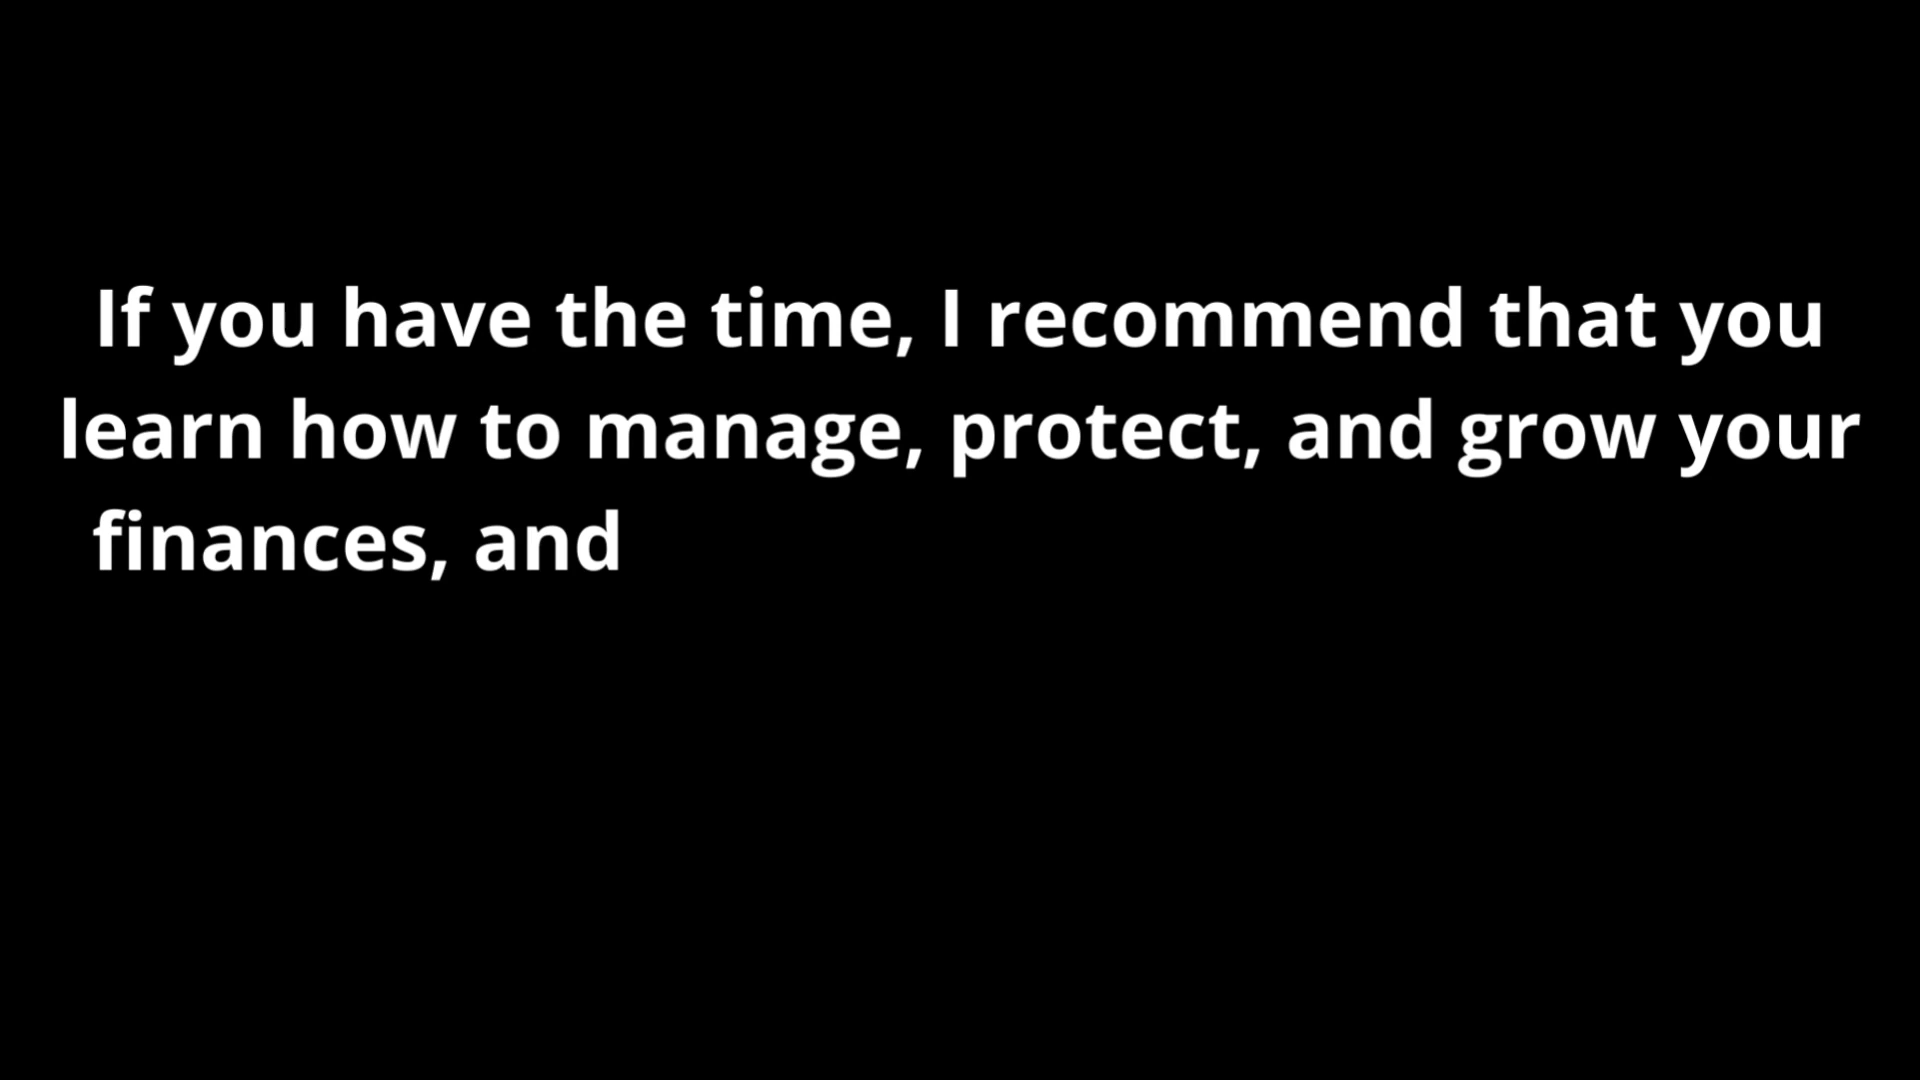 If you have the time, I recommend that you
learn how to manage, protect, and grow your
finances, and